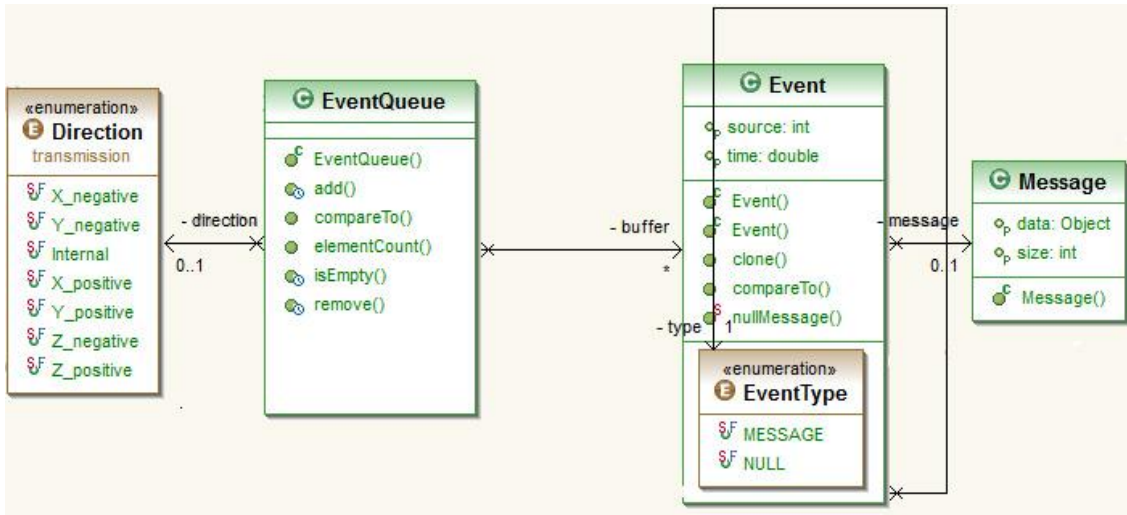 «enumeration»
E Direction
transmission
X_negative
Y_negative
Internal
X_positive
Y_positive
Z_negative
Z_positive
- direction
0..1
C EventQueue
EventQueue()
add()
compareTo()
elementCount()
isEmpty()
remove()
- buffer
*
C Event
source: int
time: double
Event()
Event()
clone()
compareTo()
nullMessage()
- type
1
«enumeration»
E EventType
MESSAGE
NULL
- message
0..1
C Message
data: Object
size: int
Message()